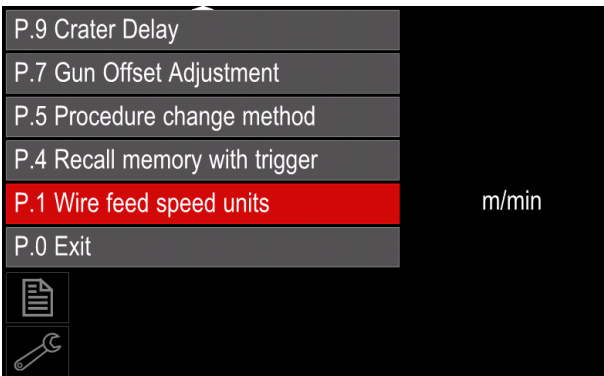 P.9 Crater Delay
P.7 Gun Offset Adjustment
P.5 Procedure change method
P.4 Recall memory with trigger
P.1 Wire feed speed units m/min
P.0 Exit